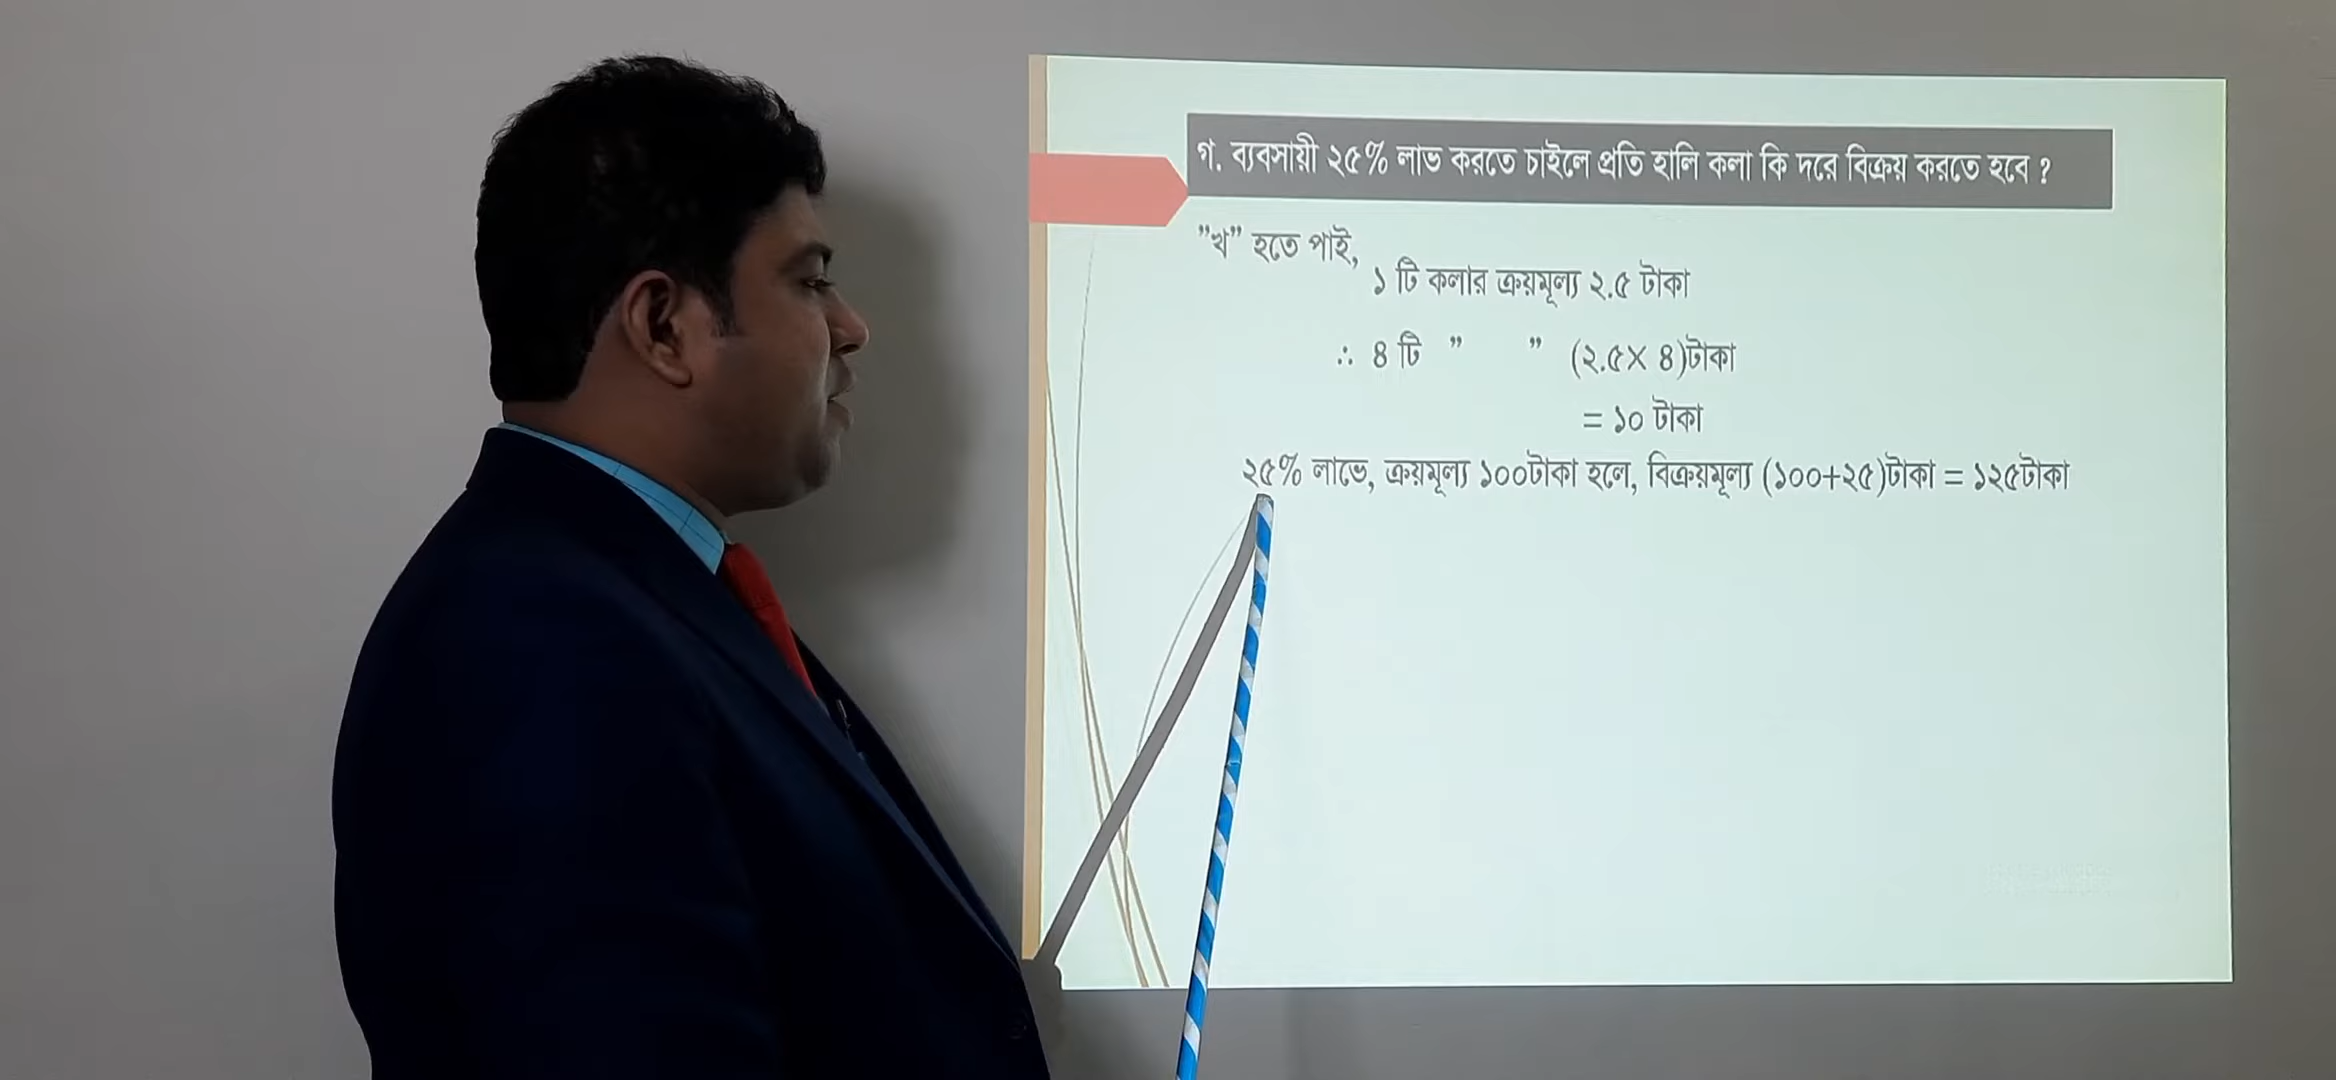 গ. ব্যবসায়ী ২৫% লাভ করতে চাইলে প্রতি হালি কলা কি দরে বিক্রয় করতে হবে ?
”খ” হতে পাই,
১ টি কলার ক্রয়মূল্য ২.৫ টাকা
∴ ৪ টি ” ” (২.৫× ৪)টাকা
= ১০ টাকা
২৫% লাভে, ক্রয়মূল্য ১০০টাকা হলে, বিক্রয়মূল্য (১০০+২৫)টাকা = ১২৫টাকা